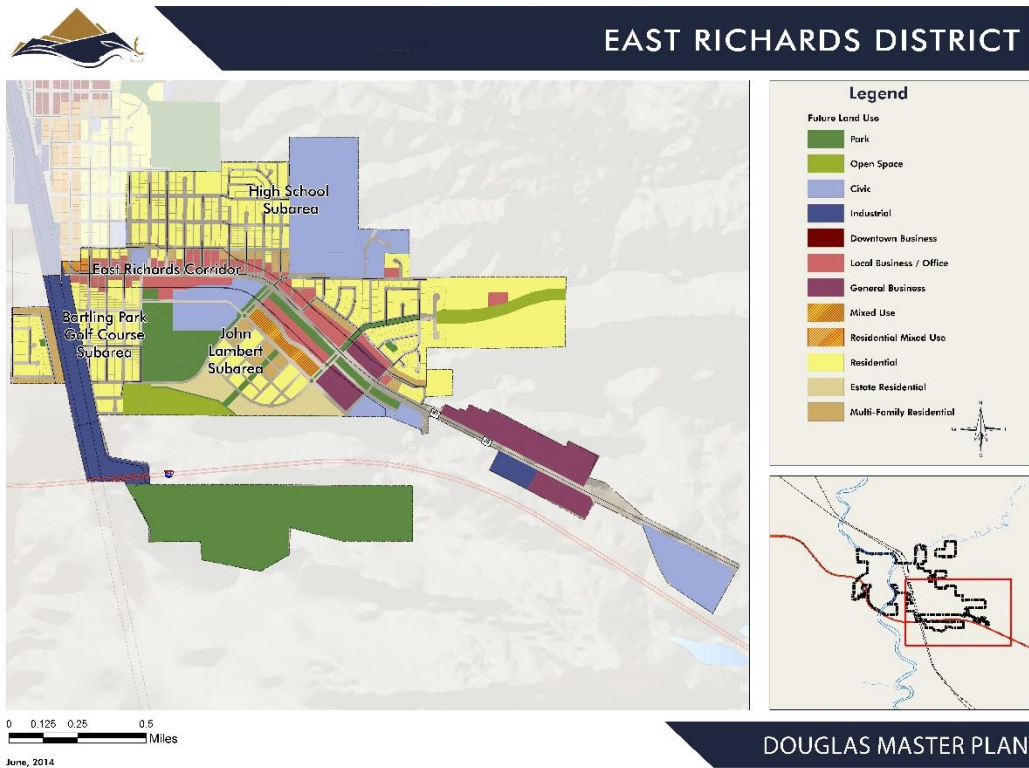 EAST RICHARDS DISTRICT
High School
Subarea
East Richards Corridor
Bartling Park
Golf Course
Subarea
John
Lambert
Subarea
Legend
Future Land Use
Park
Open Space
Civic
Industrial
Downtown Business
Local Business / Office
General Business
Mixed Use
Residential Mixed Use
Residential
Estate Residential
Multi-Family Residential
N
0 0.125 0.25 0.5
Miles
June, 2014
DOUGLAS MASTER PLAN